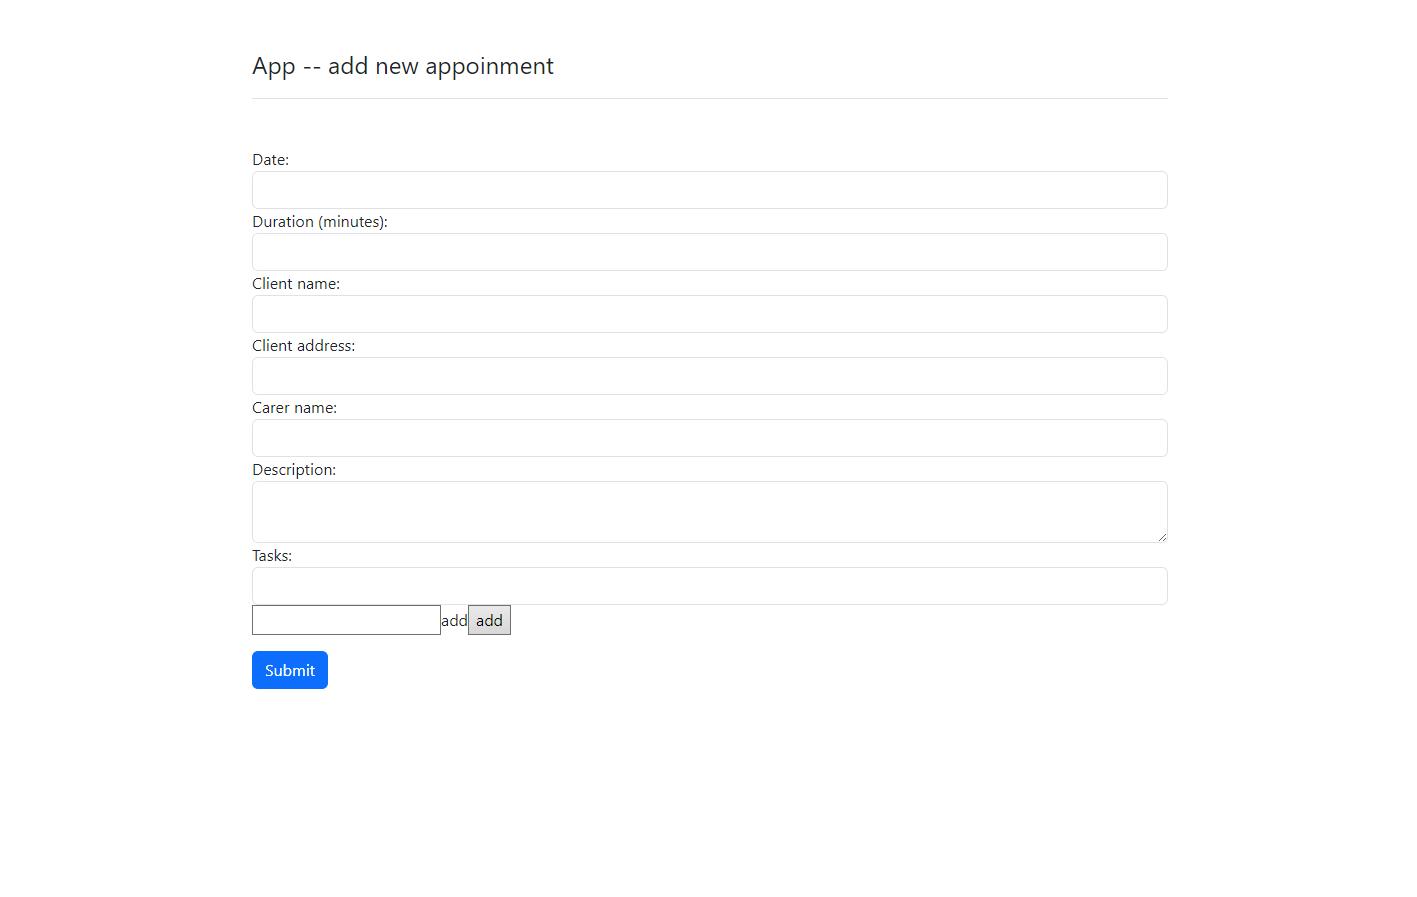 App -- add new appoinment
Date:
Duration (minutes):
Client name:
Client address:
Carer name:
Description:
Tasks:
add add
Submit